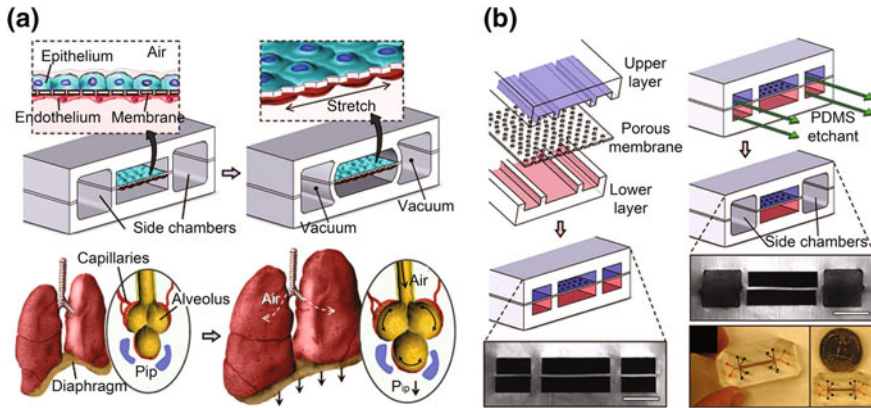 (a)
Epithelium
Air
Endothelium
Membrane
Stretch
Side chambers
Vacuum
Vacuum
Capillaries
Alveolus
Diaphragm
Pip
Air
Air
Pip
(b)
Upper
layer
Porous
membrane
Lower
layer
PDMS
etchant
Side chambers